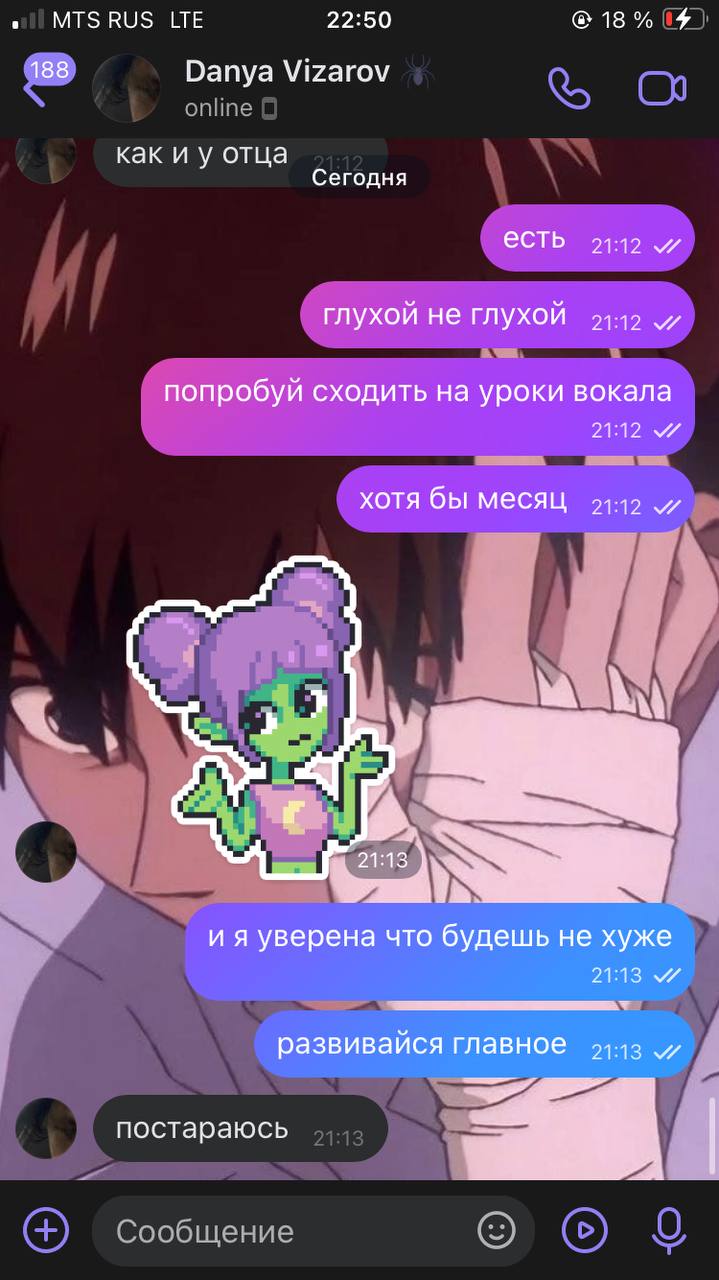 MTS RUS LTE 22:50 18 %
188
Danya Vizarov
online
как и у отца 21:12
Сегодня
есть 21:12
глухой не глухой 21:12
попробуй сходить на уроки вокала
21:12
хотя бы месяц 21:12
21:13
и я уверена что будешь не хуже
21:13
развивайся главное 21:13
постараюсь 21:13
Сообщение